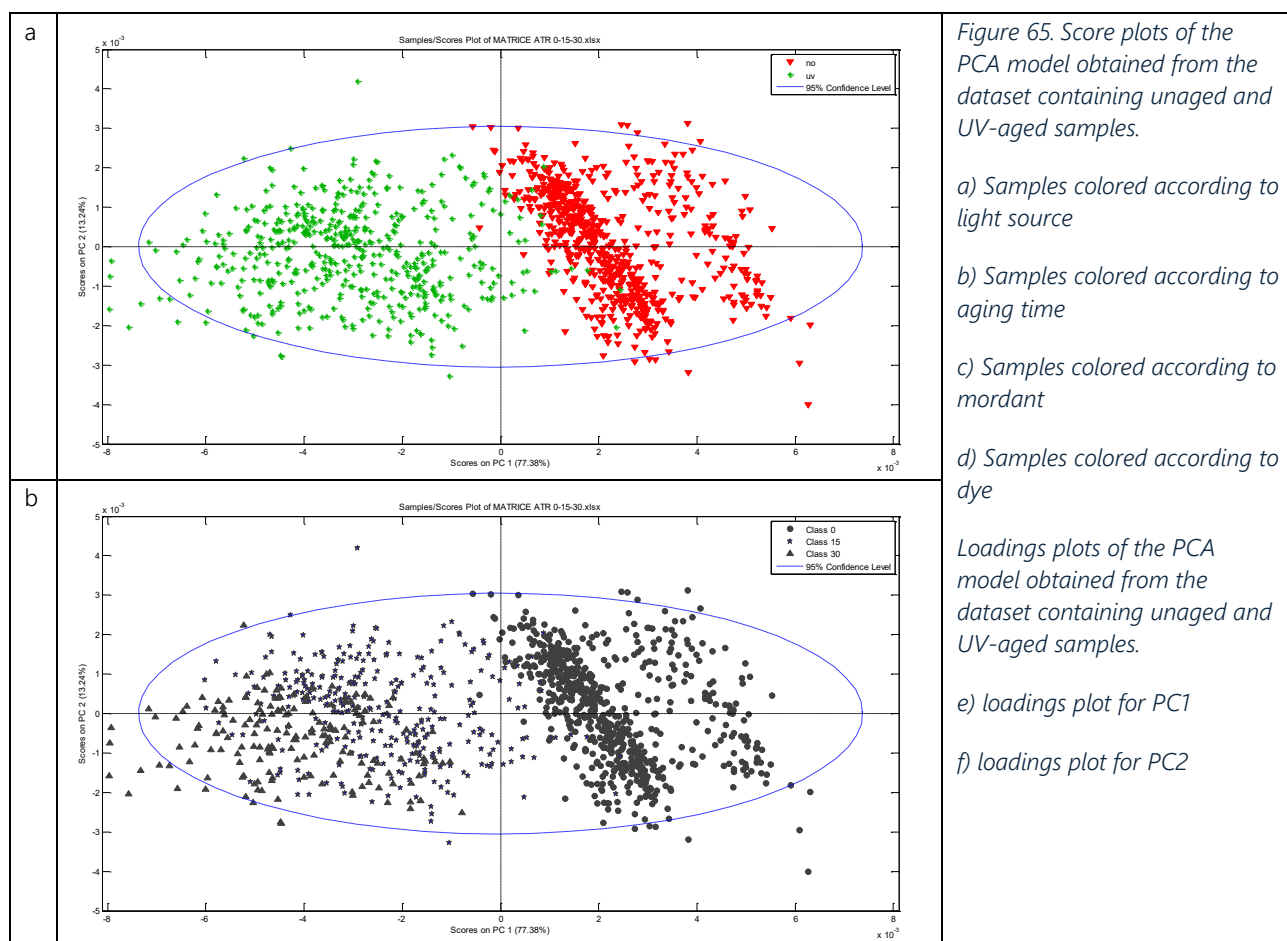 a
Samples/Scores Plot of MATRICE ATR 0-15-30.xlsx
x 10⁻³
5
4
3
2
1
0
-1
-2
-3
-4
-5
Scores on PC 2 (13.24%)
no
uv
95% Confidence Level
-8 -6 -4 -2 0 2 4 6 8
x 10⁻³
Scores on PC 1 (77.38%)
b
Samples/Scores Plot of MATRICE ATR 0-15-30.xlsx
x 10⁻³
5
4
3
2
1
0
-1
-2
-3
-4
-5
Scores on PC 2 (13.24%)
Class 0
Class 15
Class 30
95% Confidence Level
-8 -6 -4 -2 0 2 4 6 8
x 10⁻³
Scores on PC 1 (77.38%)
Figure 65. Score plots of the
PCA model obtained from the
dataset containing unaged and
UV-aged samples.
a) Samples colored according to
light source
b) Samples colored according to
aging time
c) Samples colored according to
mordant
d) Samples colored according to
dye
Loadings plots of the PCA
model obtained from the
dataset containing unaged and
UV-aged samples.
e) loadings plot for PC1
f) loadings plot for PC2